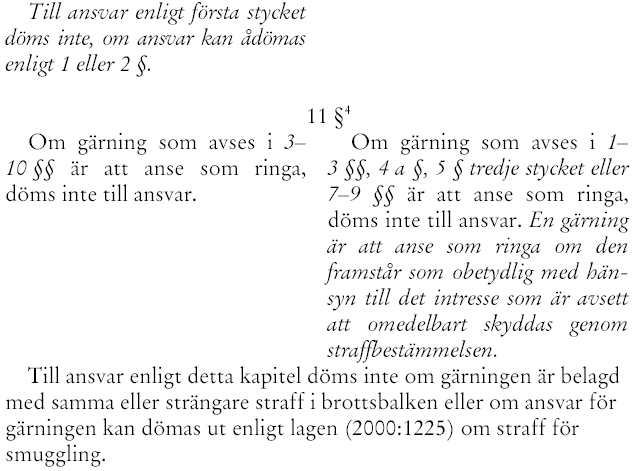 Till ansvar enligt första stycket
döms inte, om ansvar kan ådömas
enligt 1 eller 2 §.
11 §4
Om gärning som avses i 3–
10 §§ är att anse som ringa,
döms inte till ansvar.
Om gärning som avses i 1–
3 §§, 4 a §, 5 § tredje stycket eller
7–9 §§ är att anse som ringa,
döms inte till ansvar. En gärning
är att anse som ringa om den
framstår som obetydlig med hän-
syn till det intresse som är avsett
att omedelbart skyddas genom
straffbestämmelsen.
Till ansvar enligt detta kapitel döms inte om gärningen är belagd
med samma eller strängare straff i brottsbalken eller om ansvar för
gärningen kan dömas ut enligt lagen (2000:1225) om straff för
smuggling.